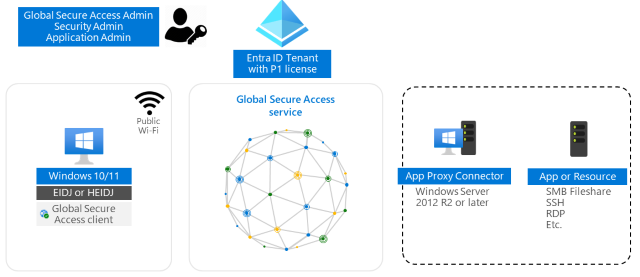 Global Secure Access Admin
Security Admin
Application Admin
Entra ID Tenant
with P1 license
Public
Wi-Fi
Windows 10/11
EIDJ or HEIDJ
Global Secure
Access client
Global Secure Access
service
App Proxy Connector
Windows Server
2012 R2 or later
App or Resource
SMB Fileshare
SSH
RDP
Etc.